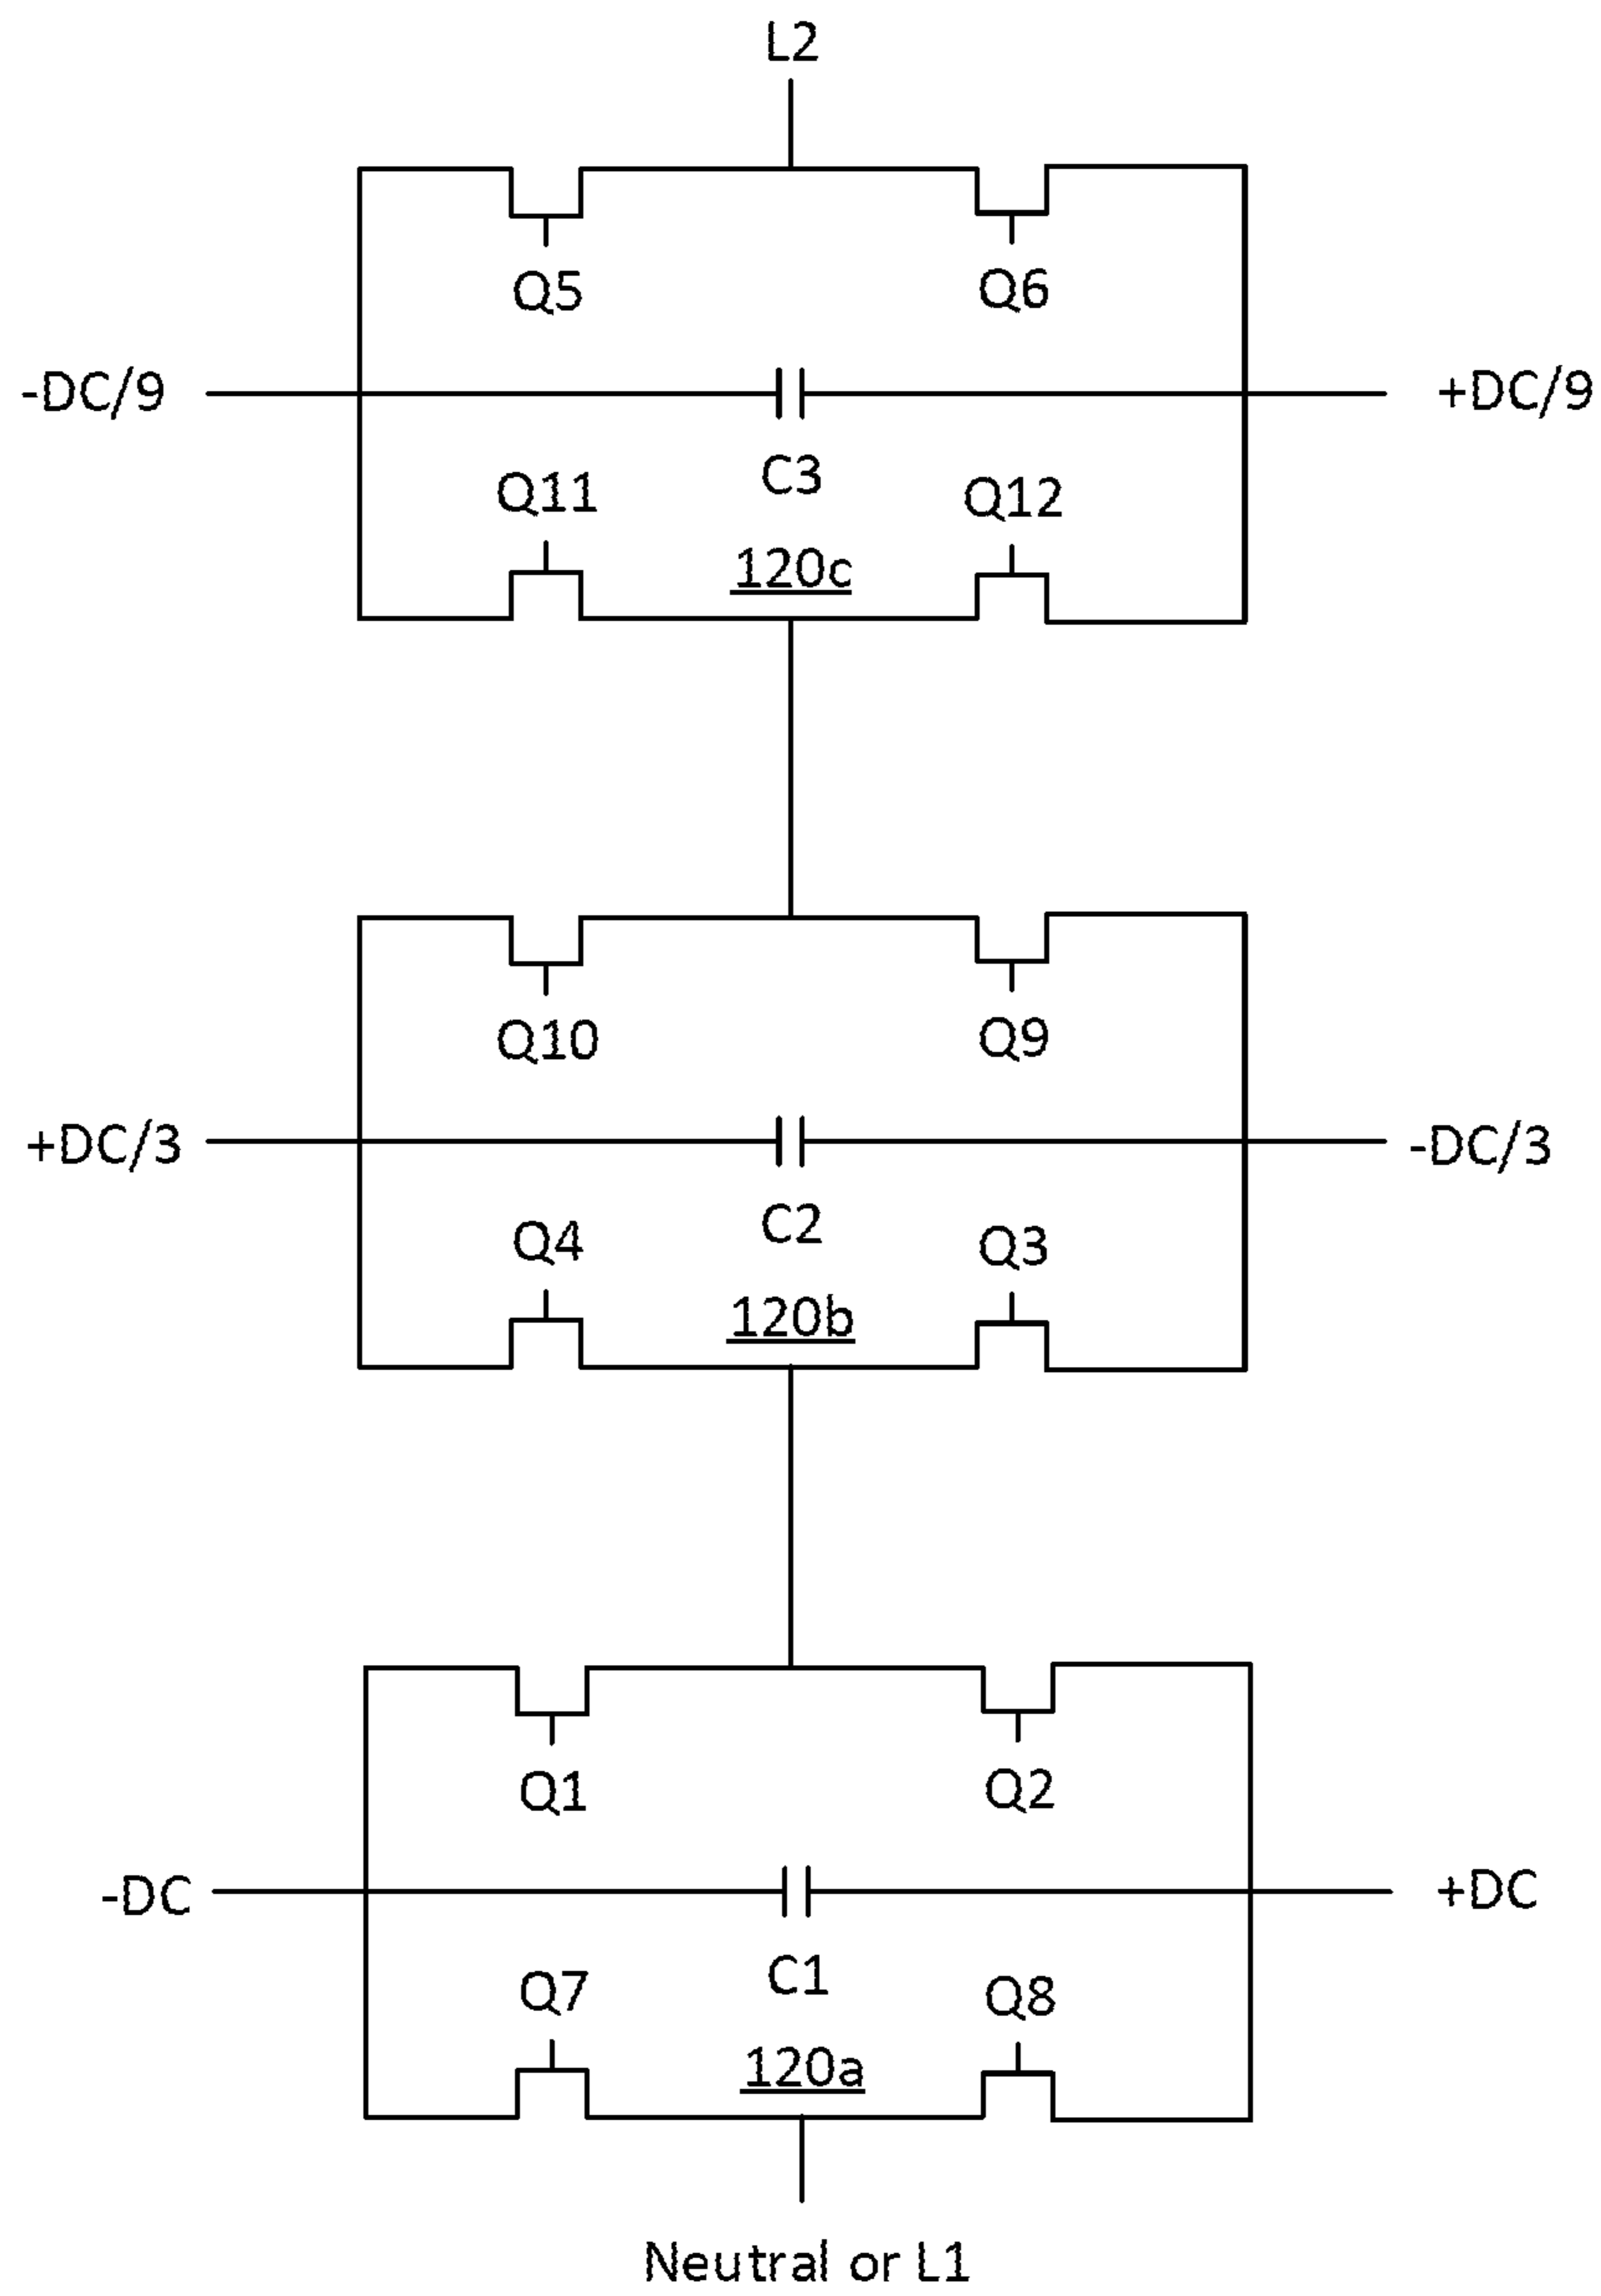 L2
Q5
Q6
-DC/9
+DC/9
C3
Q11
Q12
120c
Q10
Q9
+DC/3
-DC/3
C2
Q4
Q3
120b
Q1
Q2
-DC
+DC
C1
Q7
Q8
120a
Neutral or L1